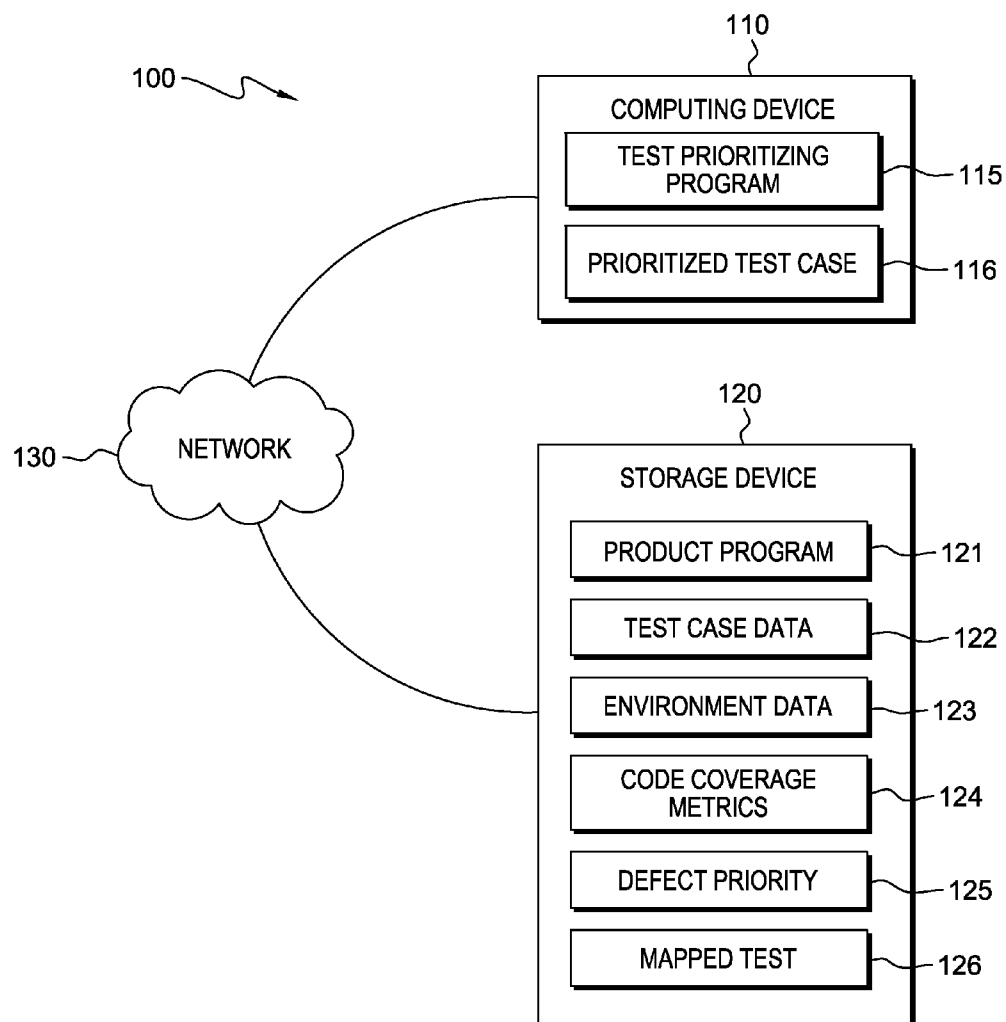 110
100
COMPUTING DEVICE
TEST PRIORITIZING
PROGRAM
115
PRIORITIZED TEST CASE
116
120
NETWORK
130
STORAGE DEVICE
PRODUCT PROGRAM
121
TEST CASE DATA
122
ENVIRONMENT DATA
123
CODE COVERAGE
METRICS
124
DEFECT PRIORITY
125
MAPPED TEST
126